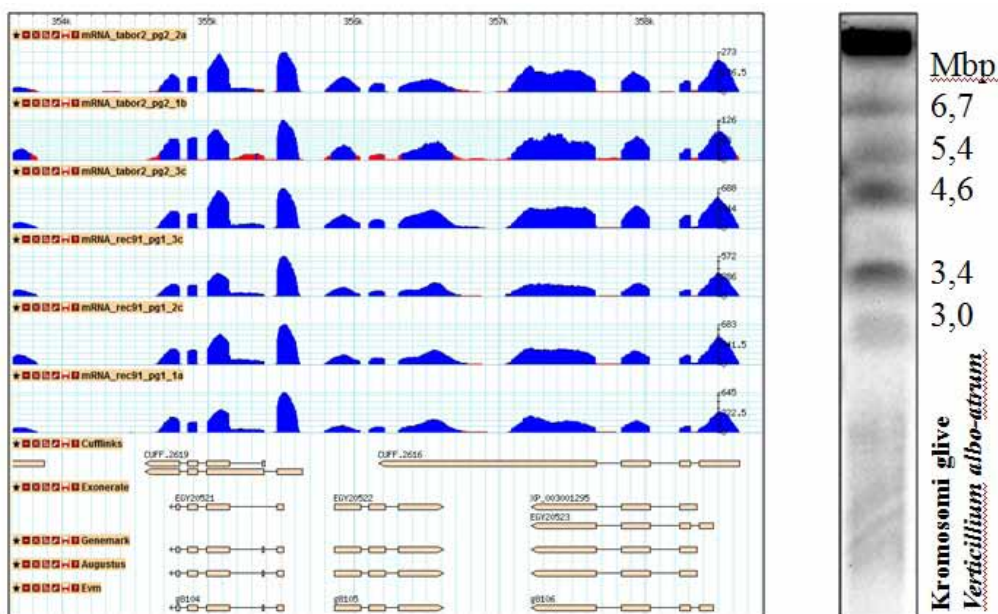 354k 355k 356k 357k 358k
mRNA_tabor2_pg2_2a
273
mRNA_tabor2_pg2_1b
126
mRNA_tabor2_pg2_3c
688
mRNA_rec91_pg1_3c
572
mRNA_rec91_pg1_2c
683
mRNA_rec91_pg1_1a
645
322.5
Cufflinks
CUFF.2619 CUFF.2616
Exonerate
EGY20521 EGY20522 XP_003001295
EGY20523
Genemark
Augustus
Evm
g8104 g8105 g8106
Mbp
6,7
5,4
4,6
3,4
3,0
Kromosomi glive
Verticillium albo-atrum